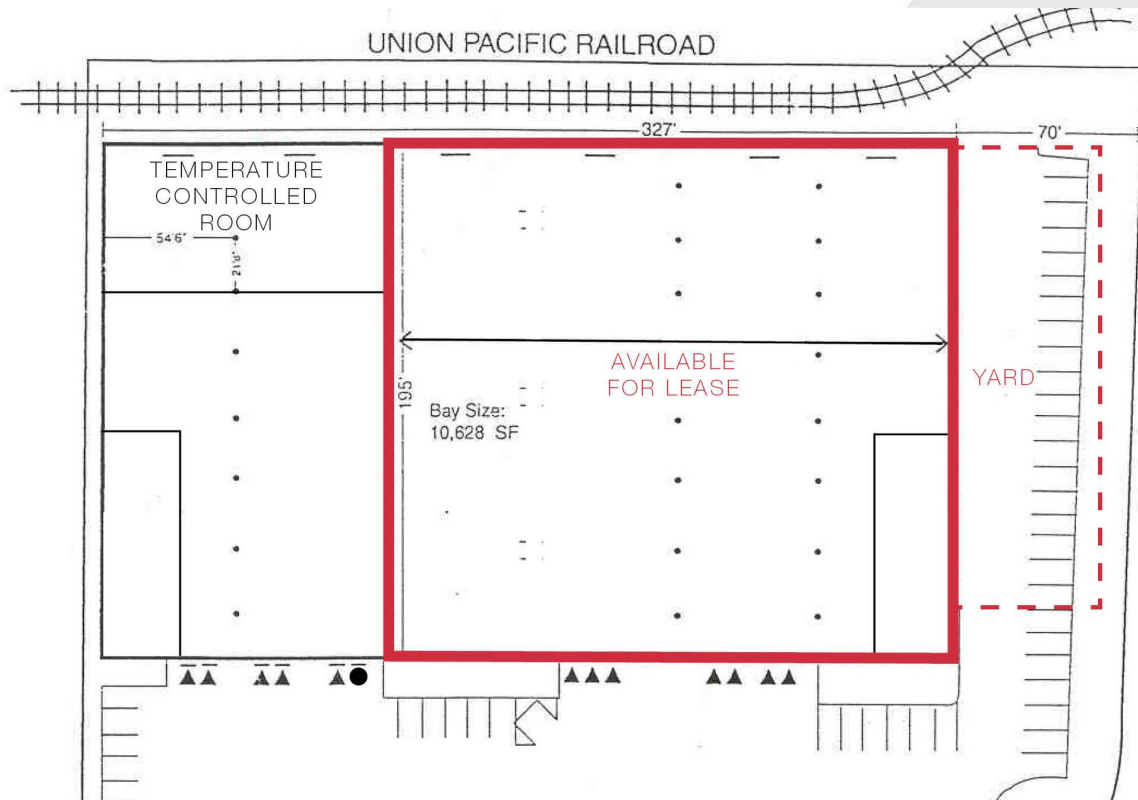 UNION PACIFIC RAILROAD
327'
70'
TEMPERATURE
CONTROLLED
ROOM
54'6"
21'8"
AVAILABLE
FOR LEASE
YARD
195'
Bay Size:
10,628 SF